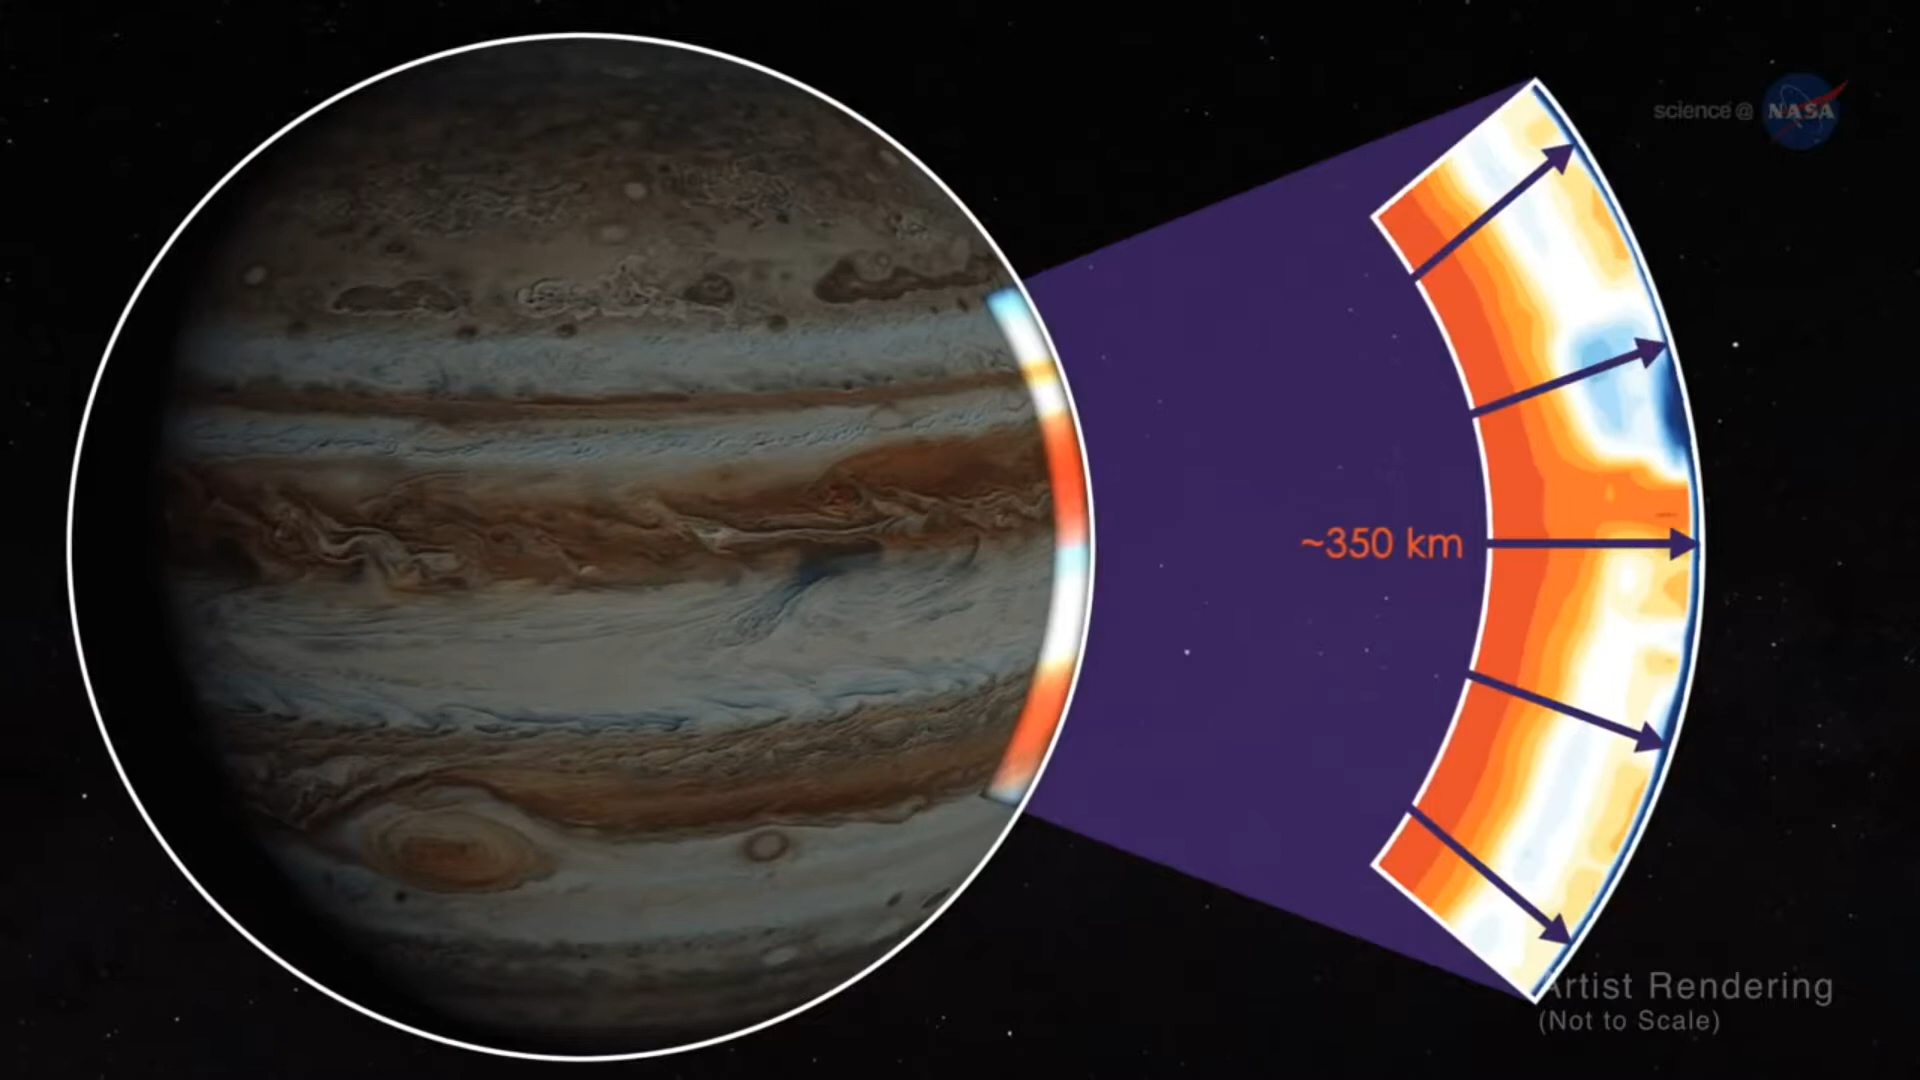 science@ NASA
~350 km
Artist Rendering
(Not to Scale)